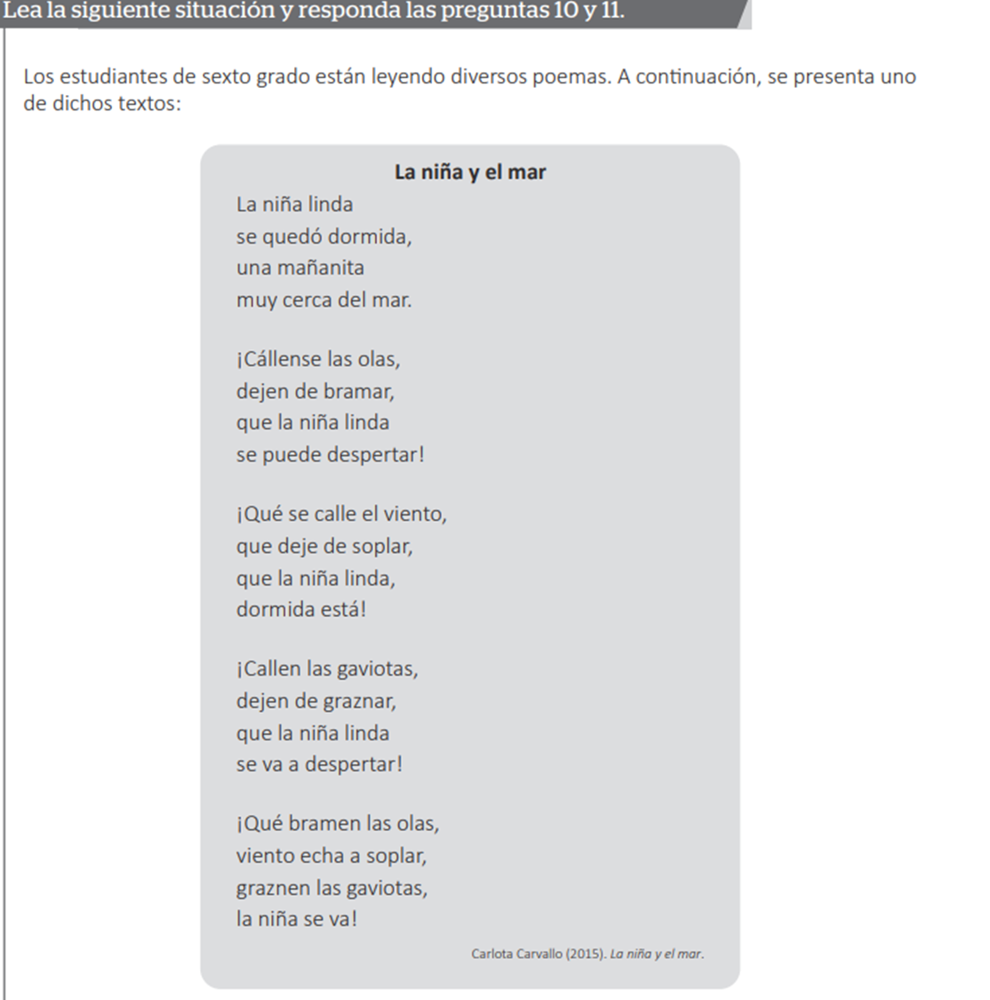 Lea la siguiente situación y responda las preguntas 10 y 11.
Los estudiantes de sexto grado están leyendo diversos poemas. A continuación, se presenta uno
de dichos textos:
La niña y el mar
La niña linda
se quedó dormida,
una mañanita
muy cerca del mar.
¡Cállense las olas,
dejen de bramar,
que la niña linda
se puede despertar!
¡Qué se calle el viento,
que deje de soplar,
que la niña linda,
dormida está!
¡Callen las gaviotas,
dejen de graznar,
que la niña linda
se va a despertar!
¡Qué bramen las olas,
viento echa a soplar,
graznen las gaviotas,
la niña se va!
Carlota Carvallo (2015). La niña y el mar.